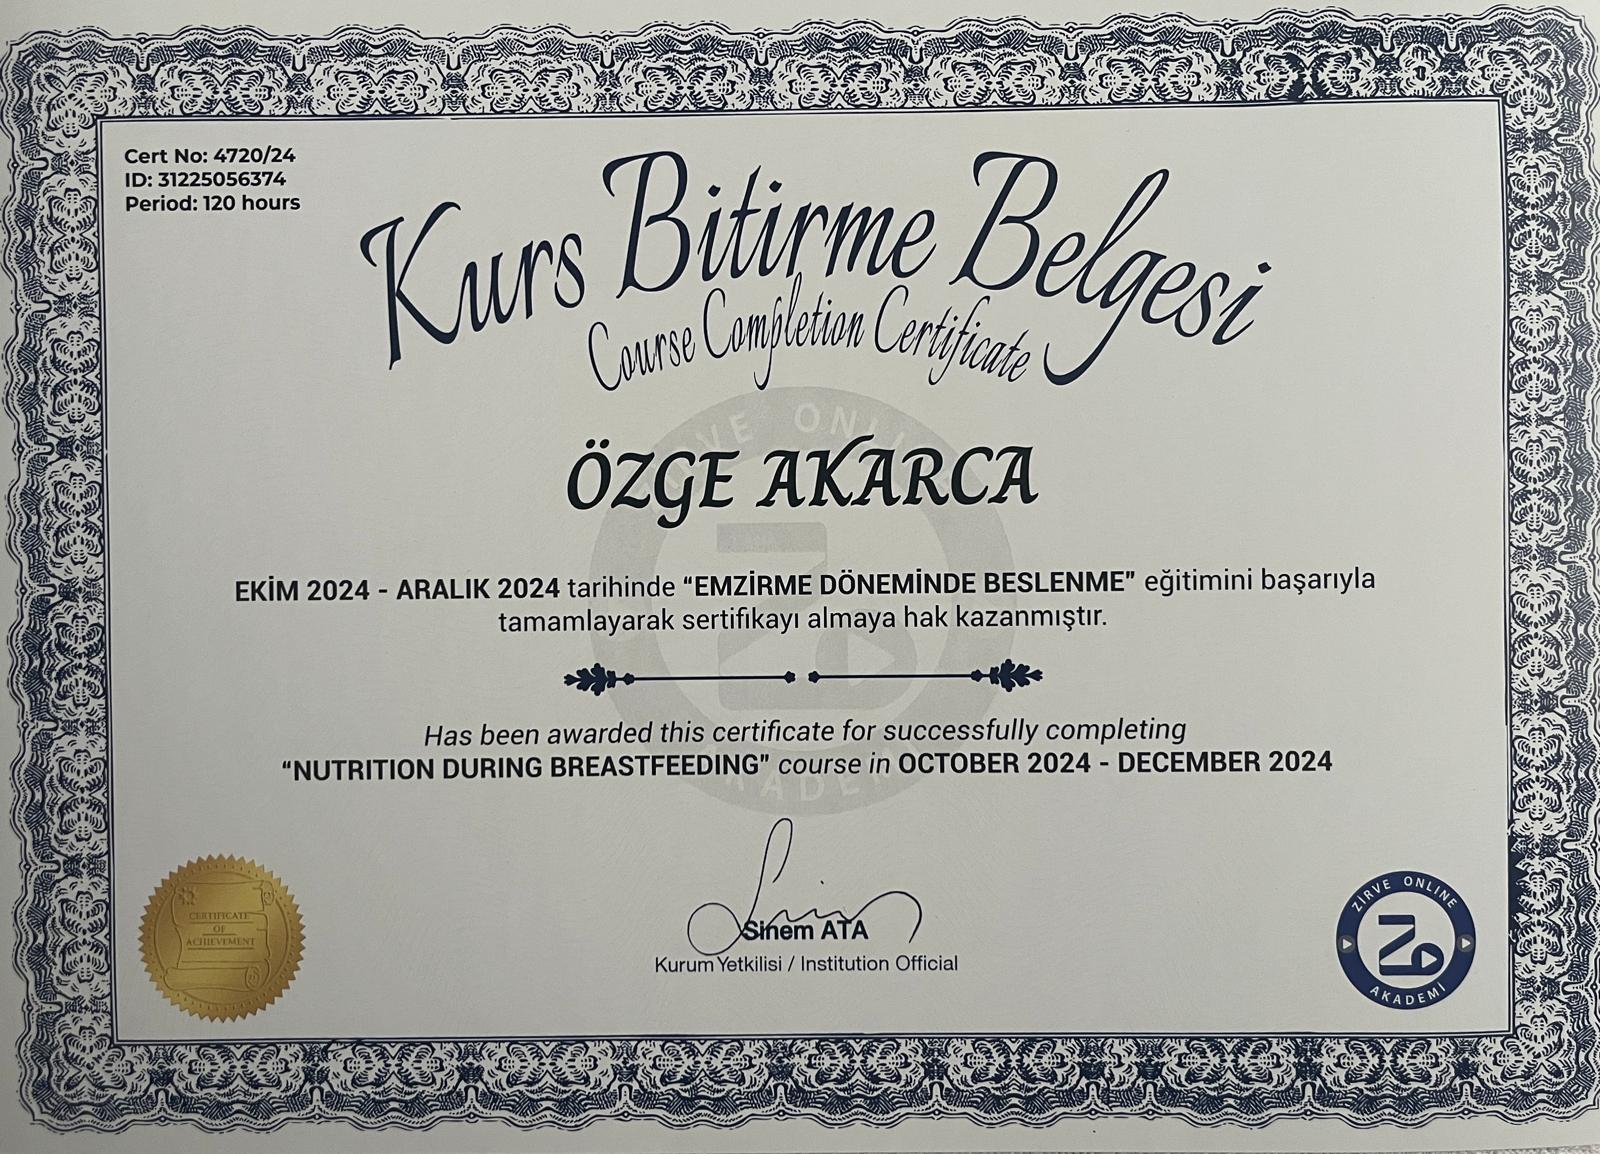 Cert No: 4720/24
ID: 31225056374
Period: 120 hours
Kurs Bitirme Belgesi
Course Completion Certificate
ÖZGE AKARCA
EKİM 2024 - ARALIK 2024 tarihinde “EMZİRME DÖNEMİNDE BESLENME” eğitimini başarıyla
tamamlayarak sertifikayı almaya hak kazanmıştır.
Has been awarded this certificate for successfully completing
“NUTRITION DURING BREASTFEEDING” course in OCTOBER 2024 - DECEMBER 2024
Sinem ATA
Kurum Yetkilisi / Institution Official
CERTIFICATE
OF
ACHIEVEMENT
ZİRVE ONLINE
AKADEMİ